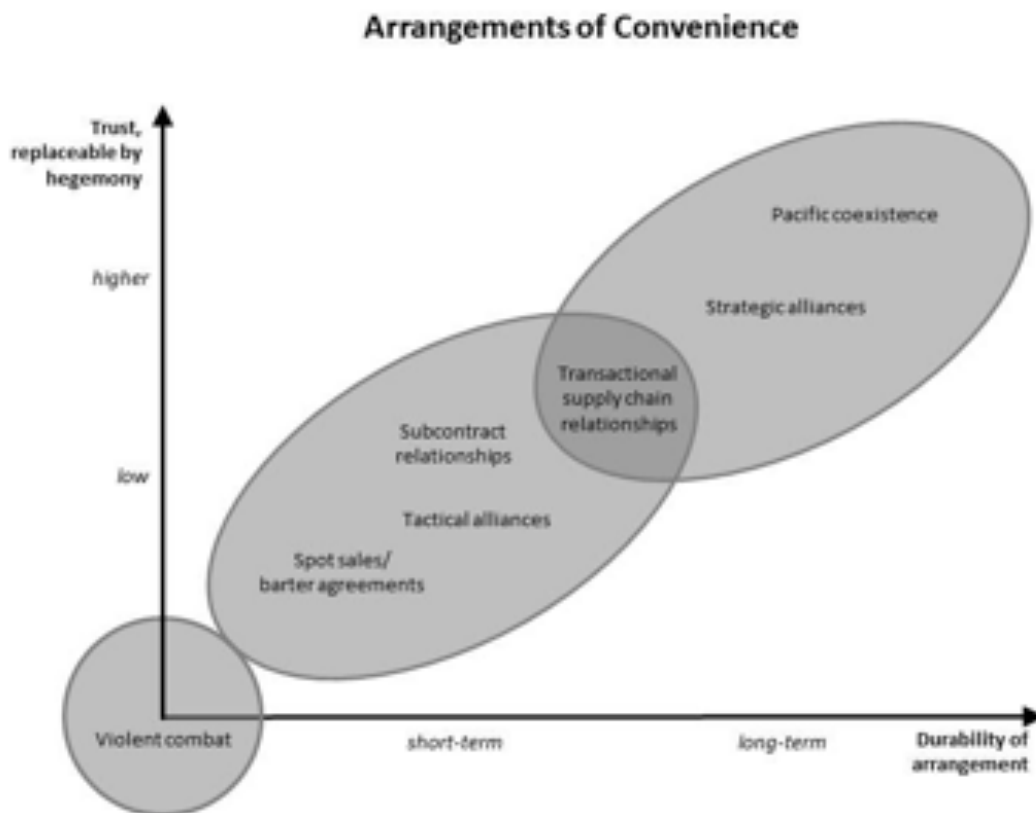 Arrangements of Convenience
Trust,
replaceable by
hegemony
higher
low
Pacific coexistence
Strategic alliances
Transactional
supply chain
relationships
Subcontract
relationships
Tactical alliances
Spot sales/
barter agreements
Violent combat
short-term
long-term
Durability of
arrangement